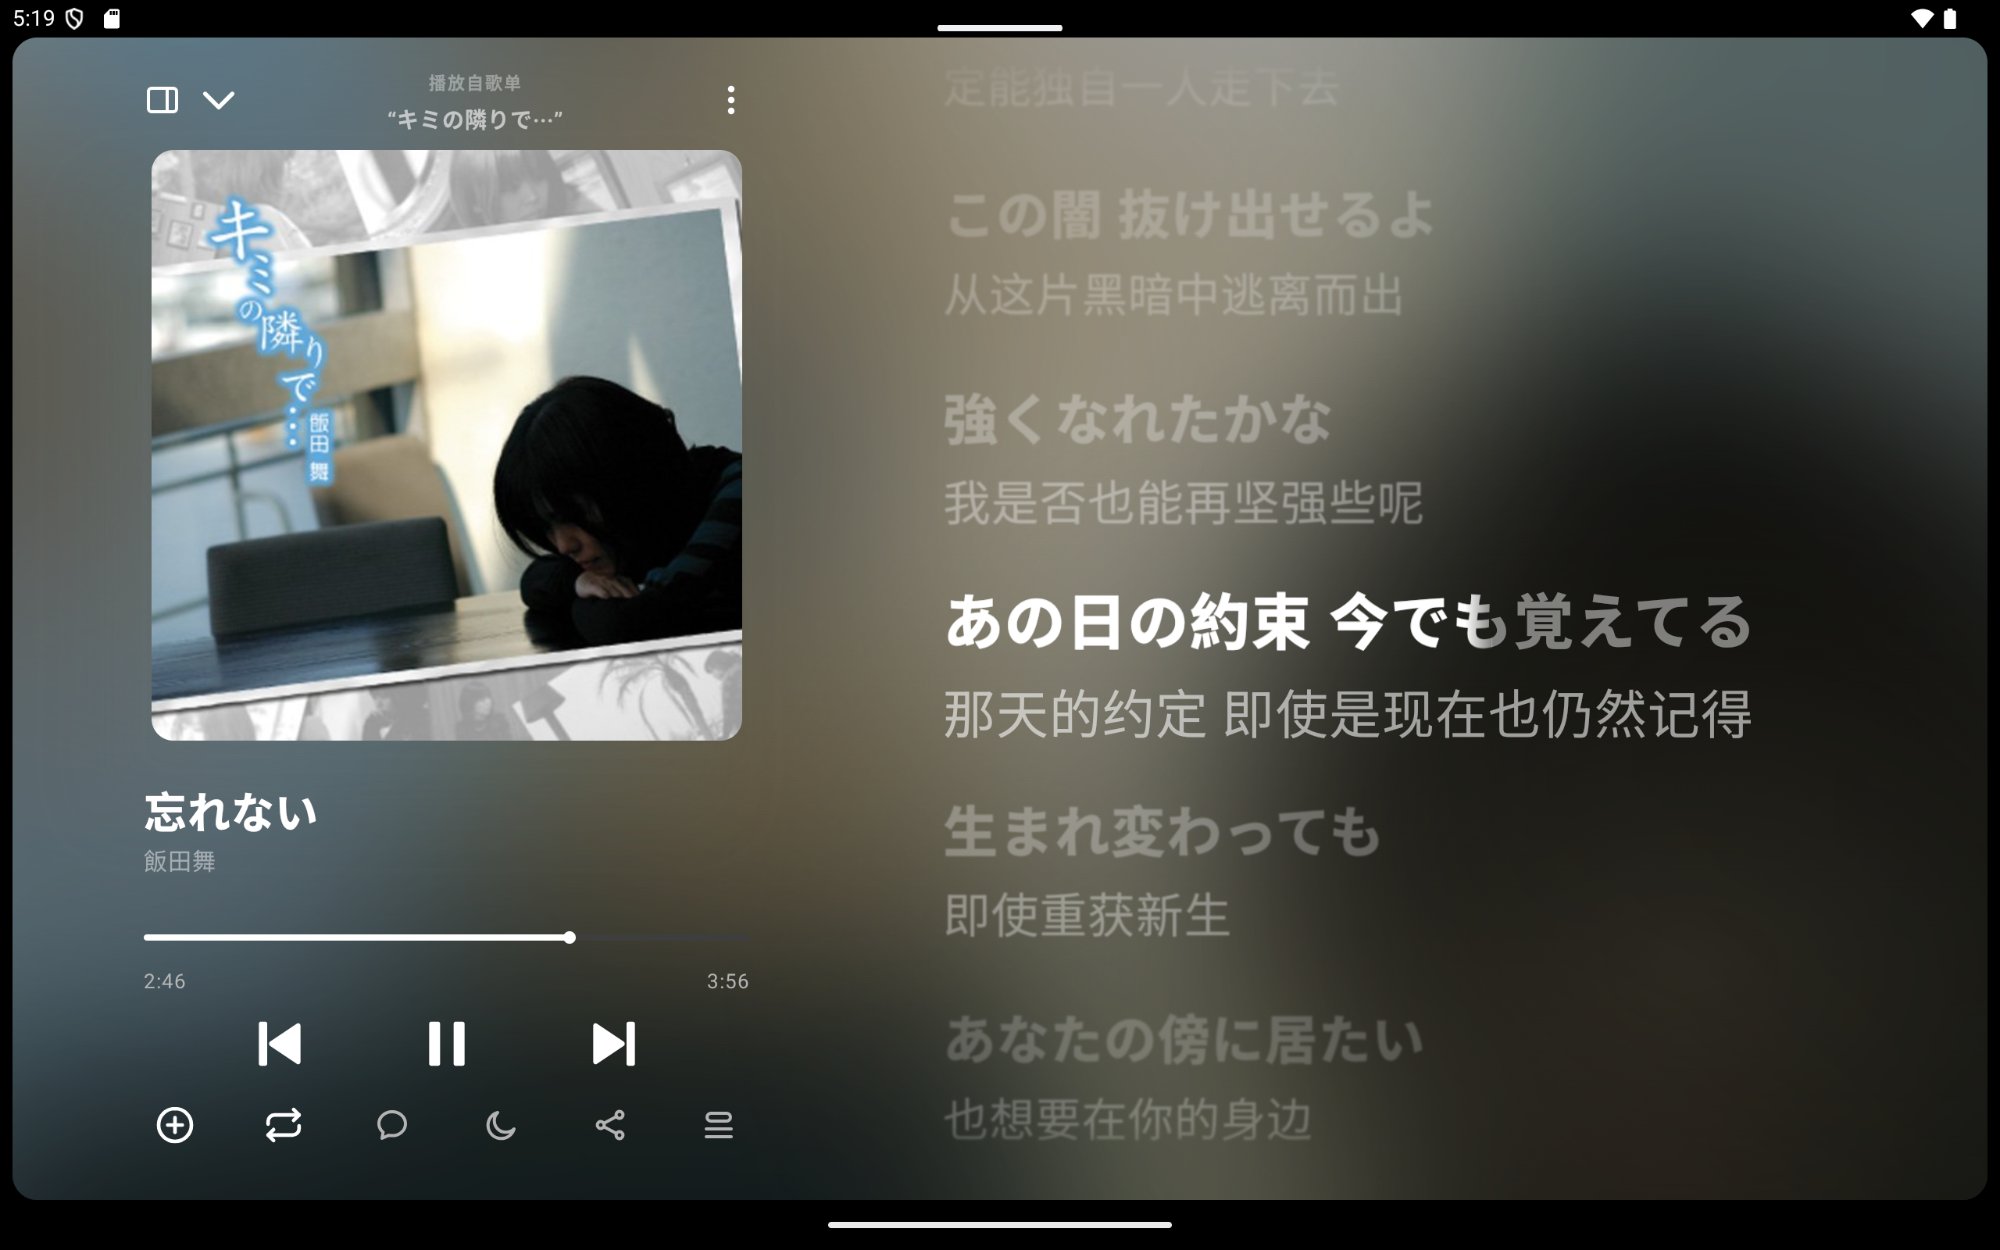 5:19
播放自歌单
“キミの隣りで…”
キミの隣りで…
飯田 舞
忘れない
飯田舞
2:46
3:56
定能独自一人走下去
この闇 抜け出せるよ
从这片黑暗中逃离而出
強くなれたかな
我是否也能再坚强些呢
あの日の約束 今でも覚えてる
那天的约定 即使是现在也仍然记得
生まれ変わっても
即使重获新生
あなたの傍に居たい
也想要在你的身边